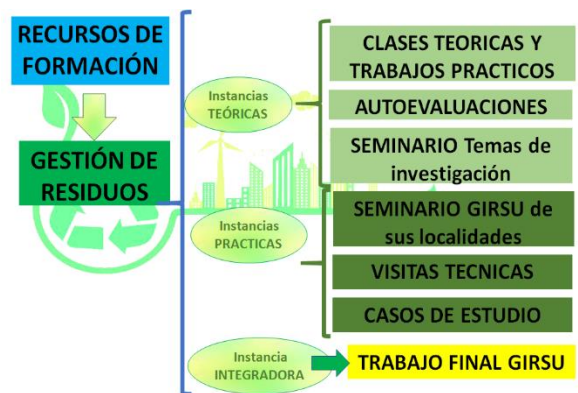 RECURSOS DE
FORMACIÓN
GESTIÓN DE
RESIDUOS
Instancias
TEÓRICAS
CLASES TEORICAS Y
TRABAJOS PRACTICOS
AUTOEVALUACIONES
SEMINARIO Temas de
investigación
Instancias
PRACTICAS
SEMINARIO GIRSU de
sus localidades
VISITAS TECNICAS
CASOS DE ESTUDIO
Instancia
INTEGRADORA
TRABAJO FINAL GIRSU